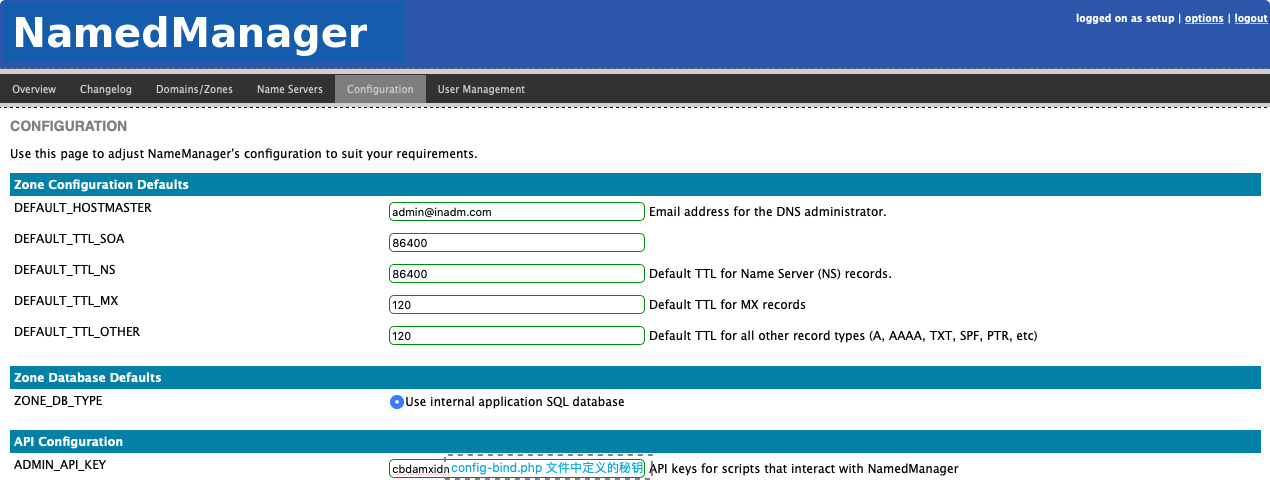 NamedManager
logged on as setup | options | logout
Overview Changelog Domains/Zones Name Servers Configuration User Management
CONFIGURATION
Use this page to adjust NameManager's configuration to suit your requirements.
Zone Configuration Defaults
DEFAULT_HOSTMASTER admin@inadm.com Email address for the DNS administrator.
DEFAULT_TTL_SOA 86400
DEFAULT_TTL_NS 86400 Default TTL for Name Server (NS) records.
DEFAULT_TTL_MX 120 Default TTL for MX records
DEFAULT_TTL_OTHER 120 Default TTL for all other record types (A, AAAA, TXT, SPF, PTR, etc)
Zone Database Defaults
ZONE_DB_TYPE Use internal application SQL database
API Configuration
ADMIN_API_KEY cbdamxidn config-bind.php 文件中定义的秘钥 API keys for scripts that interact with NamedManager